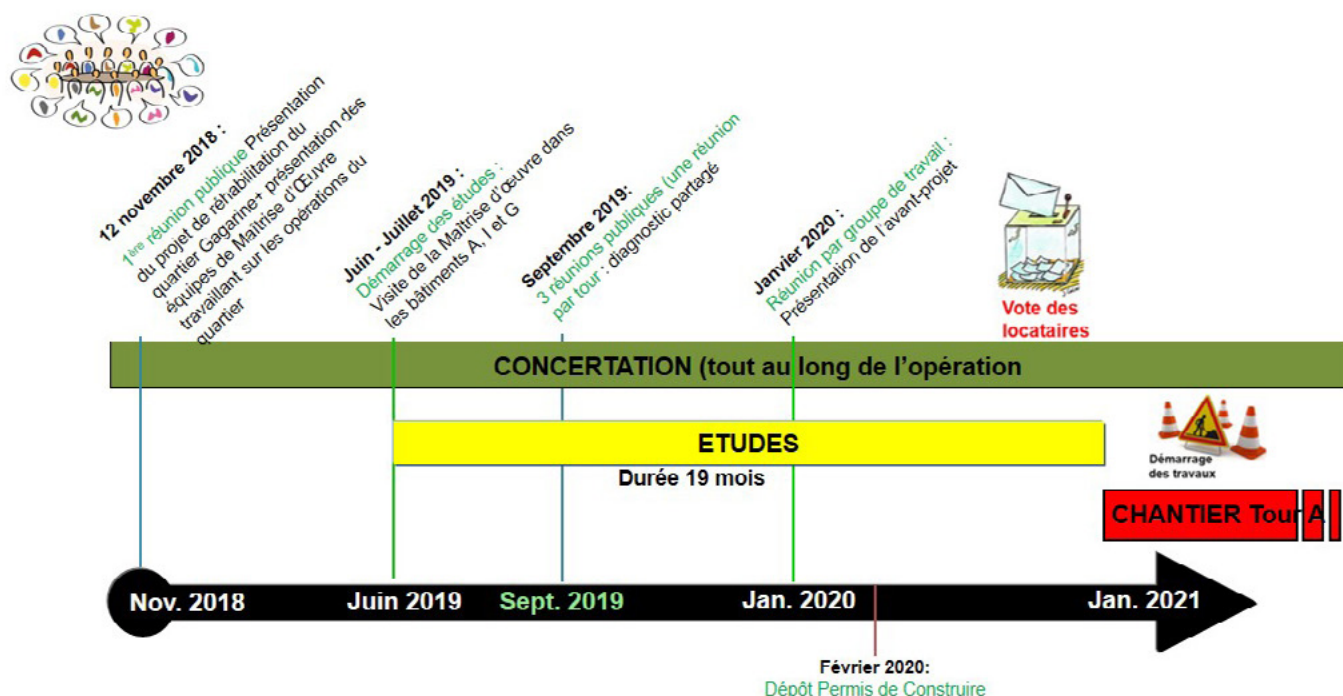 12 novembre 2018 :
1ère réunion publique Présentation
du projet de réhabilitation du
quartier Gagarine+ présentation des
équipes de Maîtrise d'Œuvre
travaillant sur les opérations du
quartier
Juin - Juillet 2019 :
Démarrage des études :
Visite de la Maîtrise d'œuvre dans
les bâtiments A, I et G
Septembre 2019:
3 réunions publiques (une réunion
par tour : diagnostic partagé
Janvier 2020 :
Réunion par groupe de travail :
Présentation de l'avant-projet
Vote des
locataires
CONCERTATION (tout au long de l'opération
ETUDES
Durée 19 mois
Démarrage
des travaux
CHANTIER Tour A
Nov. 2018
Juin 2019
Sept. 2019
Jan. 2020
Jan. 2021
Février 2020:
Dépôt Permis de Construire